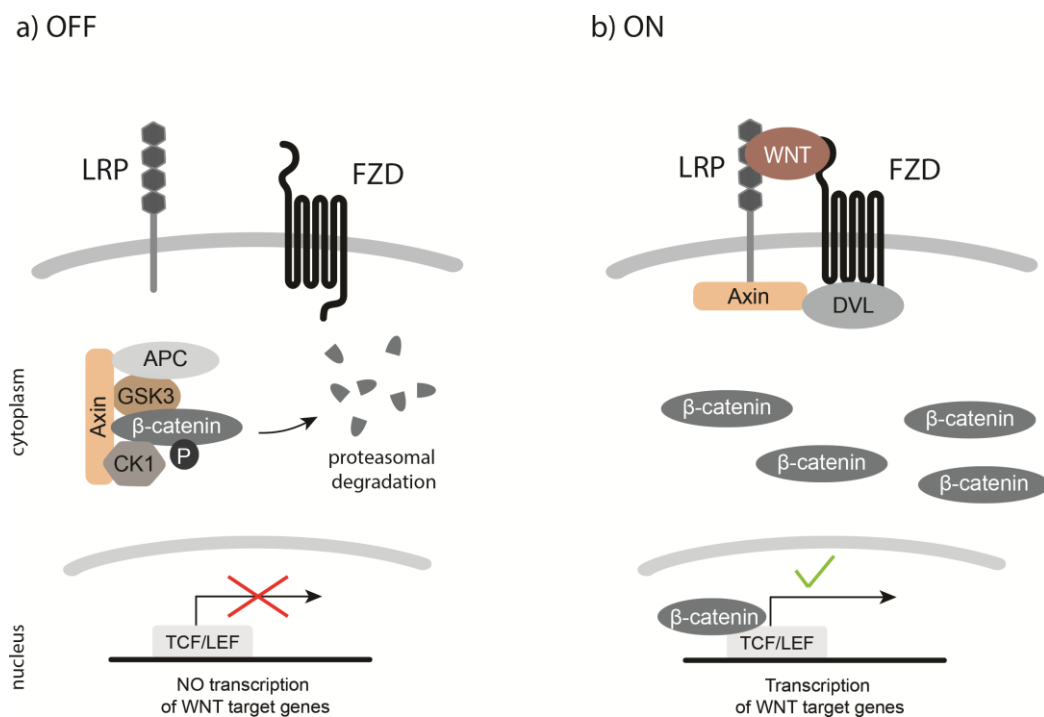 a) OFF
LRP
FZD
cytoplasm
Axin
APC
GSK3
β-catenin
P
CK1
proteasomal
degradation
nucleus
TCF/LEF
NO transcription
of WNT target genes
b) ON
LRP
WNT
FZD
Axin
DVL
β-catenin
β-catenin
β-catenin
β-catenin
β-catenin
TCF/LEF
Transcription
of WNT target genes